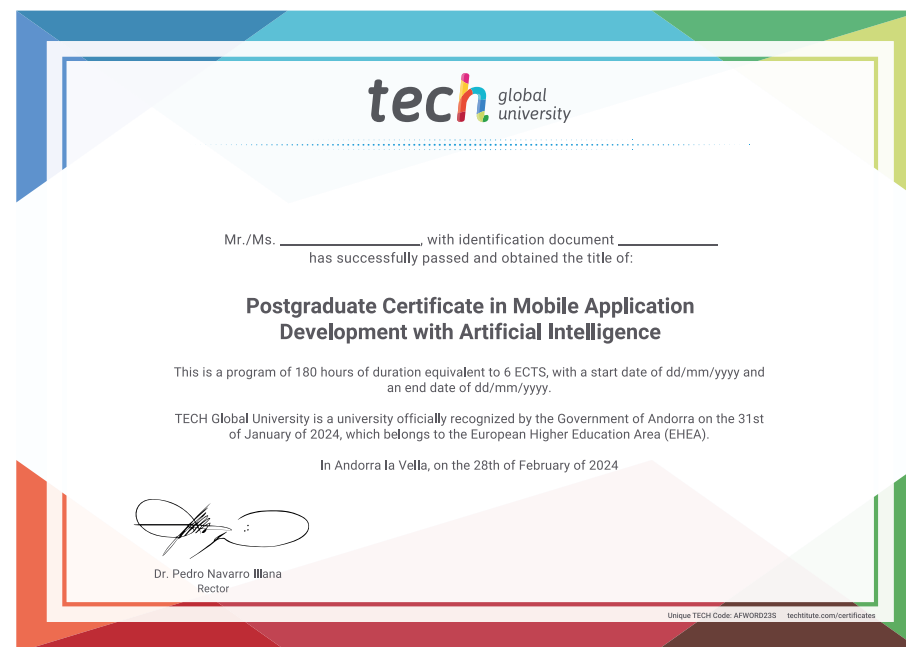 tech global university
Mr./Ms. ____________, with identification document ____________
has successfully passed and obtained the title of:
Postgraduate Certificate in Mobile Application
Development with Artificial Intelligence
This is a program of 180 hours of duration equivalent to 6 ECTS, with a start date of dd/mm/yyyy and
an end date of dd/mm/yyyy.
TECH Global University is a university officially recognized by the Government of Andorra on the 31st
of January of 2024, which belongs to the European Higher Education Area (EHEA).
In Andorra la Vella, on the 28th of February of 2024
Dr. Pedro Navarro Illana
Rector
Unique TECH Code: AFWORD23S techtitute.com/certificates